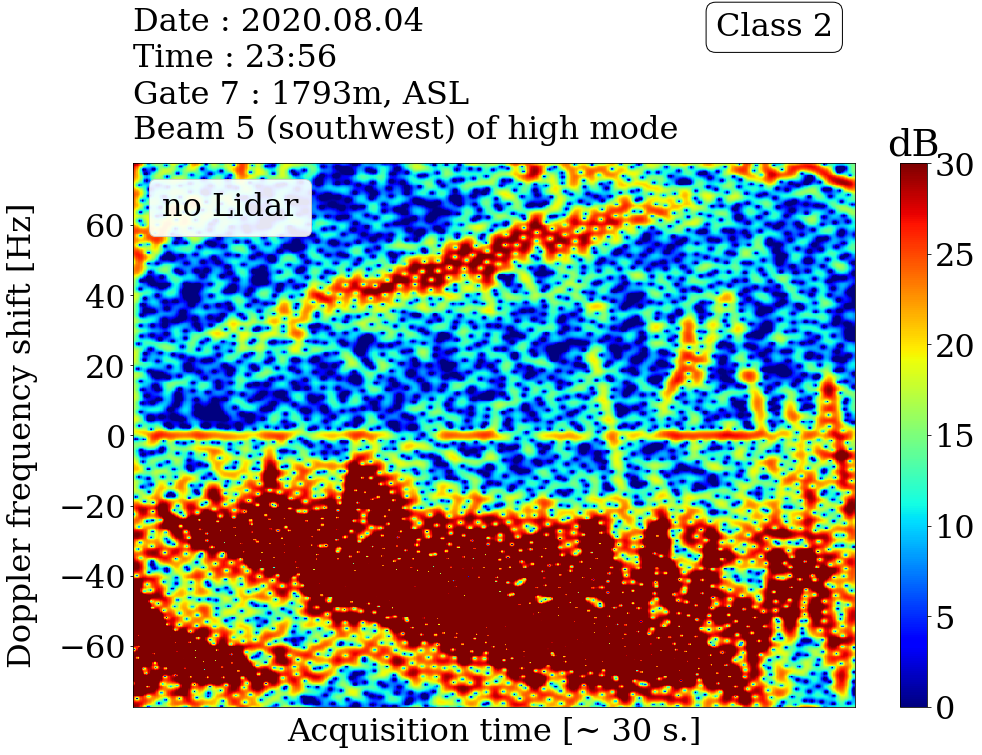 Date : 2020.08.04
Time : 23:56
Gate 7 : 1793m, ASL
Beam 5 (southwest) of high mode
Class 2
dB
no Lidar
Doppler frequency shift [Hz]
60
40
20
0
−20
−40
−60
30
25
20
15
10
5
0
Acquisition time [~ 30 s.]